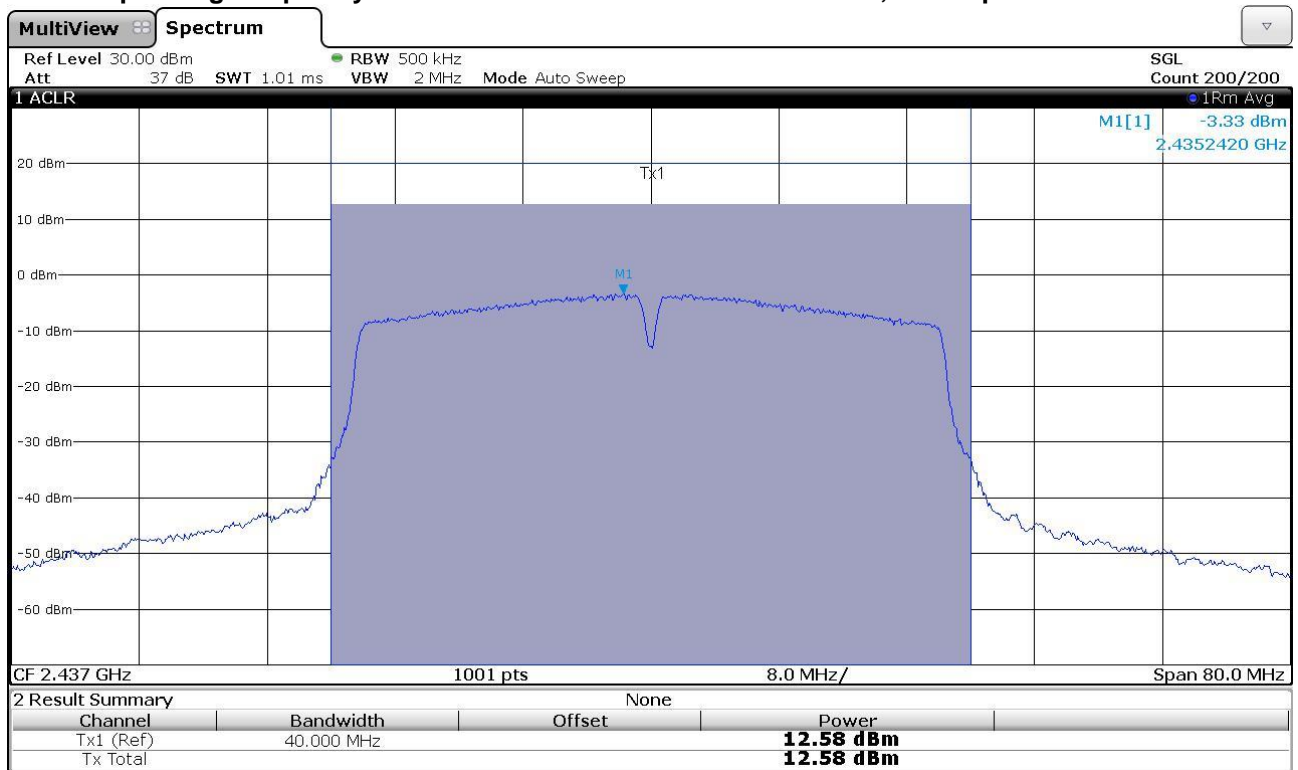 MultiView Spectrum
Ref Level 30.00 dBm RBW 500 kHz SGL
Att 37 dB SWT 1.01 ms VBW 2 MHz Mode Auto Sweep Count 200/200
1 ACLR 1Rm Avg
M1[1] -3.33 dBm
2.4352420 GHz
20 dBm
Tx1
10 dBm
0 dBm
M1
-10 dBm
-20 dBm
-30 dBm
-40 dBm
-50 dBm
-60 dBm
CF 2.437 GHz 1001 pts 8.0 MHz/ Span 80.0 MHz
2 Result Summary None
Channel Bandwidth Offset Power
Tx1 (Ref) 40.000 MHz 12.58 dBm
Tx Total 12.58 dBm